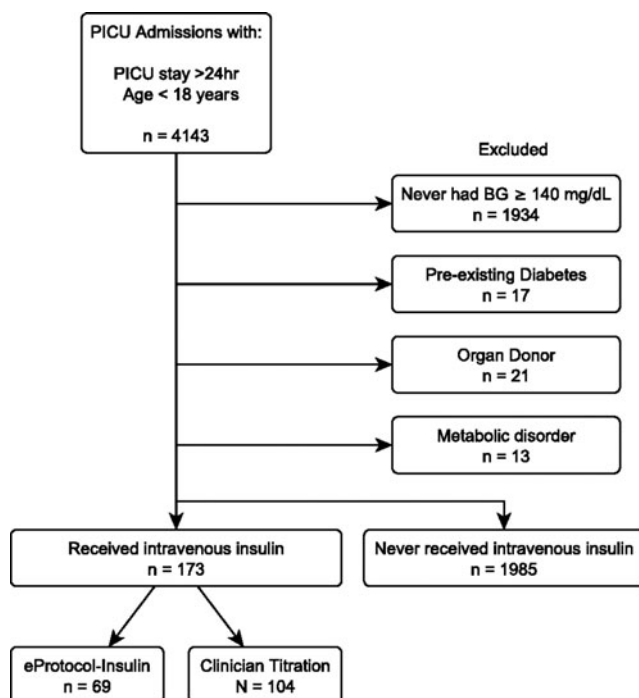 PICU Admissions with:
PICU stay >24hr
Age < 18 years
n = 4143
Excluded
Never had BG ≥ 140 mg/dL
n = 1934
Pre-existing Diabetes
n = 17
Organ Donor
n = 21
Metabolic disorder
n = 13
Received intravenous insulin
n = 173
Never received intravenous insulin
n = 1985
eProtocol-Insulin
n = 69
Clinician Titration
N = 104